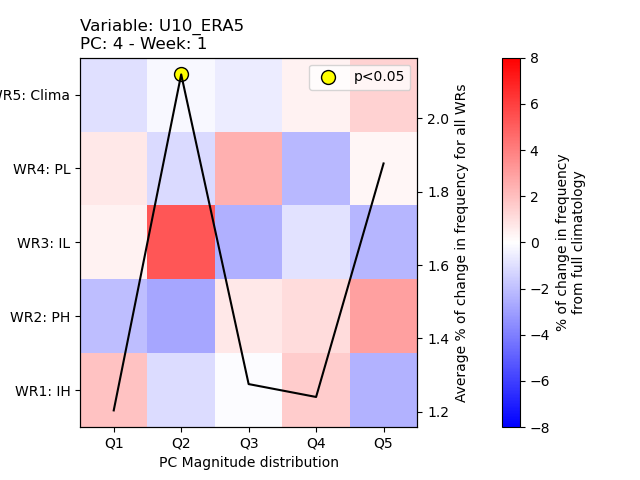 Variable: U10_ERA5
PC: 4 - Week: 1
p<0.05
WR5: Clima
WR4: PL
WR3: IL
WR2: PH
WR1: IH
Q1 Q2 Q3 Q4 Q5
PC Magnitude distribution
2.0
1.8
1.6
1.4
1.2
Average % of change in frequency for all WRs
8
6
4
2
0
−2
−4
−6
−8
% of change in frequency
from full climatology